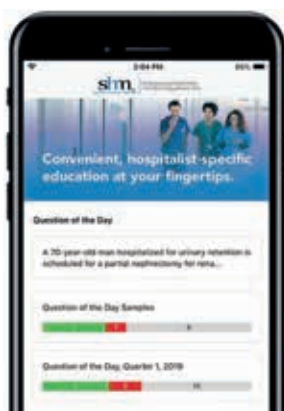 2:04 PM
shm.
Convenient, hospitalist-specific
education at your fingertips.
Question of the Day
A 70-year-old man hospitalized for urinary retention is
scheduled for a partial nephrectomy for rena...
Question of the Day Samples
Question of the Day, Quarter 1, 2019